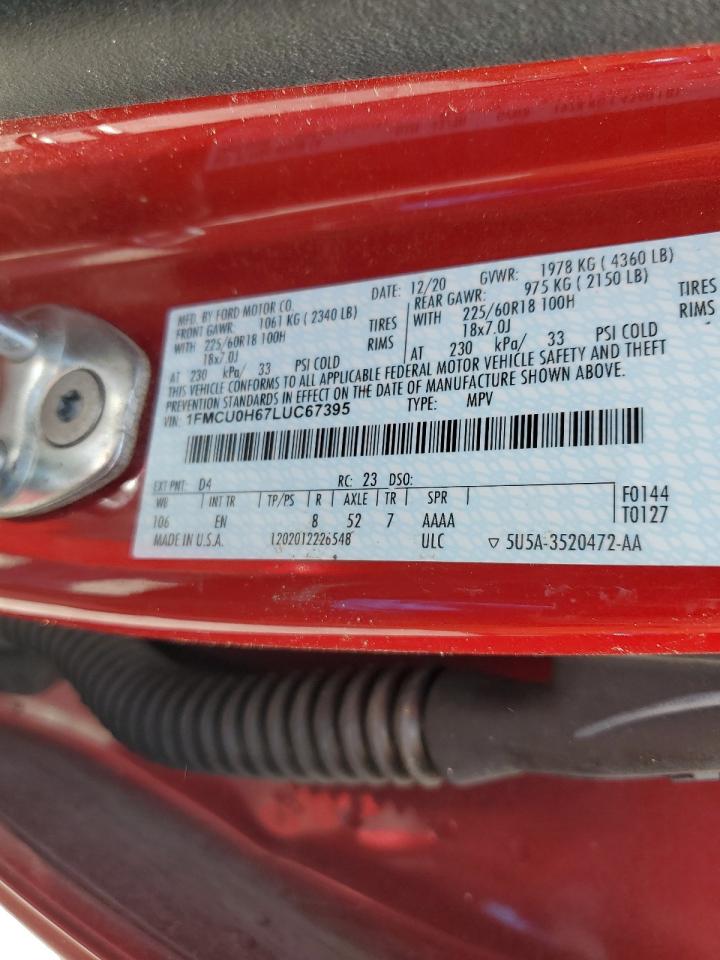 MFD. BY FORD MOTOR CO.
DATE: 12/20 GVWR: 1978 KG ( 4360 LB)
FRONT GAWR: 1061 KG ( 2340 LB) REAR GAWR: 975 KG ( 2150 LB)
WITH 225/60R18 100H TIRES WITH 225/60R18 100H TIRES
18x7.0J RIMS 18x7.0J RIMS
AT 230 kPa/ 33 PSI COLD AT 230 kPa/ 33 PSI COLD
THIS VEHICLE CONFORMS TO ALL APPLICABLE FEDERAL MOTOR VEHICLE SAFETY AND THEFT
PREVENTION STANDARDS IN EFFECT ON THE DATE OF MANUFACTURE SHOWN ABOVE.
VIN: 1FMCU0H67LUC67395 TYPE: MPV
EXT PNT: D4 RC: 23 DSO:
WB INT TR TP/PS R AXLE TR SPR F0144
106 EN 8 52 7 AAAA T0127
MADE IN U.S.A. L202012226548 ULC ▽ 5U5A-3520472-AA